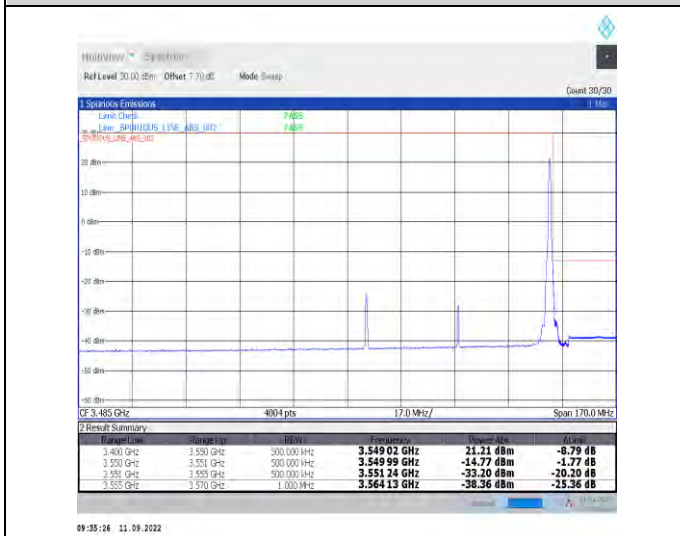 MultiView Spectrum
Ref Level 30.00 dBm Offset 7.70 dB Mode Sweep
Count 30/30
1 Spurious Emissions
Limit Check PASS
Line _SPURIOUS_LINE_ABS_002 PASS
_SPURIOUS_LINE_ABS_002
20 dBm
10 dBm
0 dBm
-10 dBm
-20 dBm
-30 dBm
-40 dBm
-50 dBm
-60 dBm
CF 3.485 GHz 4004 pts 17.0 MHz/ Span 170.0 MHz
2 Result Summary
Range Low Range Up RBW Frequency Power Abs ΔLimit
3.400 GHz 3.550 GHz 500.000 kHz 3.549 02 GHz 21.21 dBm -8.79 dB
3.550 GHz 3.551 GHz 500.000 kHz 3.549 99 GHz -14.77 dBm -1.77 dB
3.551 GHz 3.555 GHz 500.000 kHz 3.551 24 GHz -33.20 dBm -20.20 dB
3.555 GHz 3.570 GHz 1.000 MHz 3.564 13 GHz -38.36 dBm -25.36 dB
09:35:26 11.09.2022